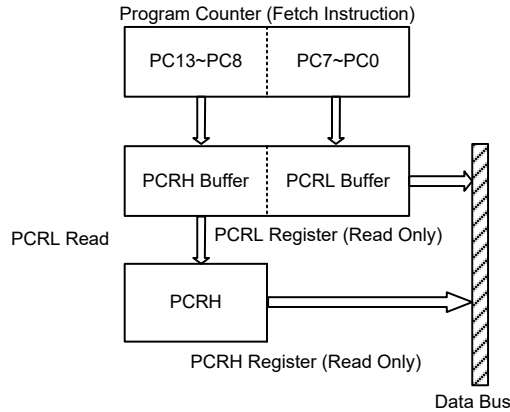 Program Counter (Fetch Instruction)
PC13~PC8
PC7~PC0
PCRH Buffer
PCRL Buffer
PCRL Read
PCRL Register (Read Only)
PCRH
PCRH Register (Read Only)
Data Bus